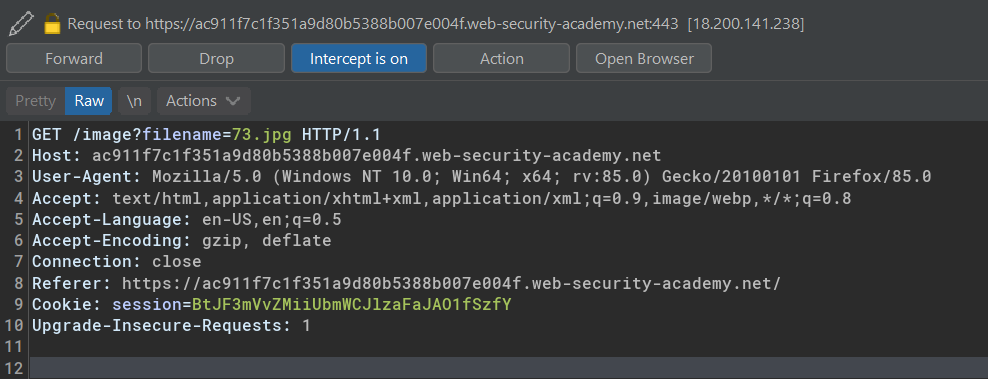 Request to https://ac911f7c1f351a9d80b5388b007e004f.web-security-academy.net:443 [18.200.141.238]
Forward Drop Intercept is on Action Open Browser
Pretty Raw \n Actions
1 GET /image?filename=73.jpg HTTP/1.1
2 Host: ac911f7c1f351a9d80b5388b007e004f.web-security-academy.net
3 User-Agent: Mozilla/5.0 (Windows NT 10.0; Win64; x64; rv:85.0) Gecko/20100101 Firefox/85.0
4 Accept: text/html,application/xhtml+xml,application/xml;q=0.9,image/webp,*/*;q=0.8
5 Accept-Language: en-US,en;q=0.5
6 Accept-Encoding: gzip, deflate
7 Connection: close
8 Referer: https://ac911f7c1f351a9d80b5388b007e004f.web-security-academy.net/
9 Cookie: session=BtJF3mVvZMiiUbmWCJlzaFaJAO1fSzfY
10 Upgrade-Insecure-Requests: 1
11
12